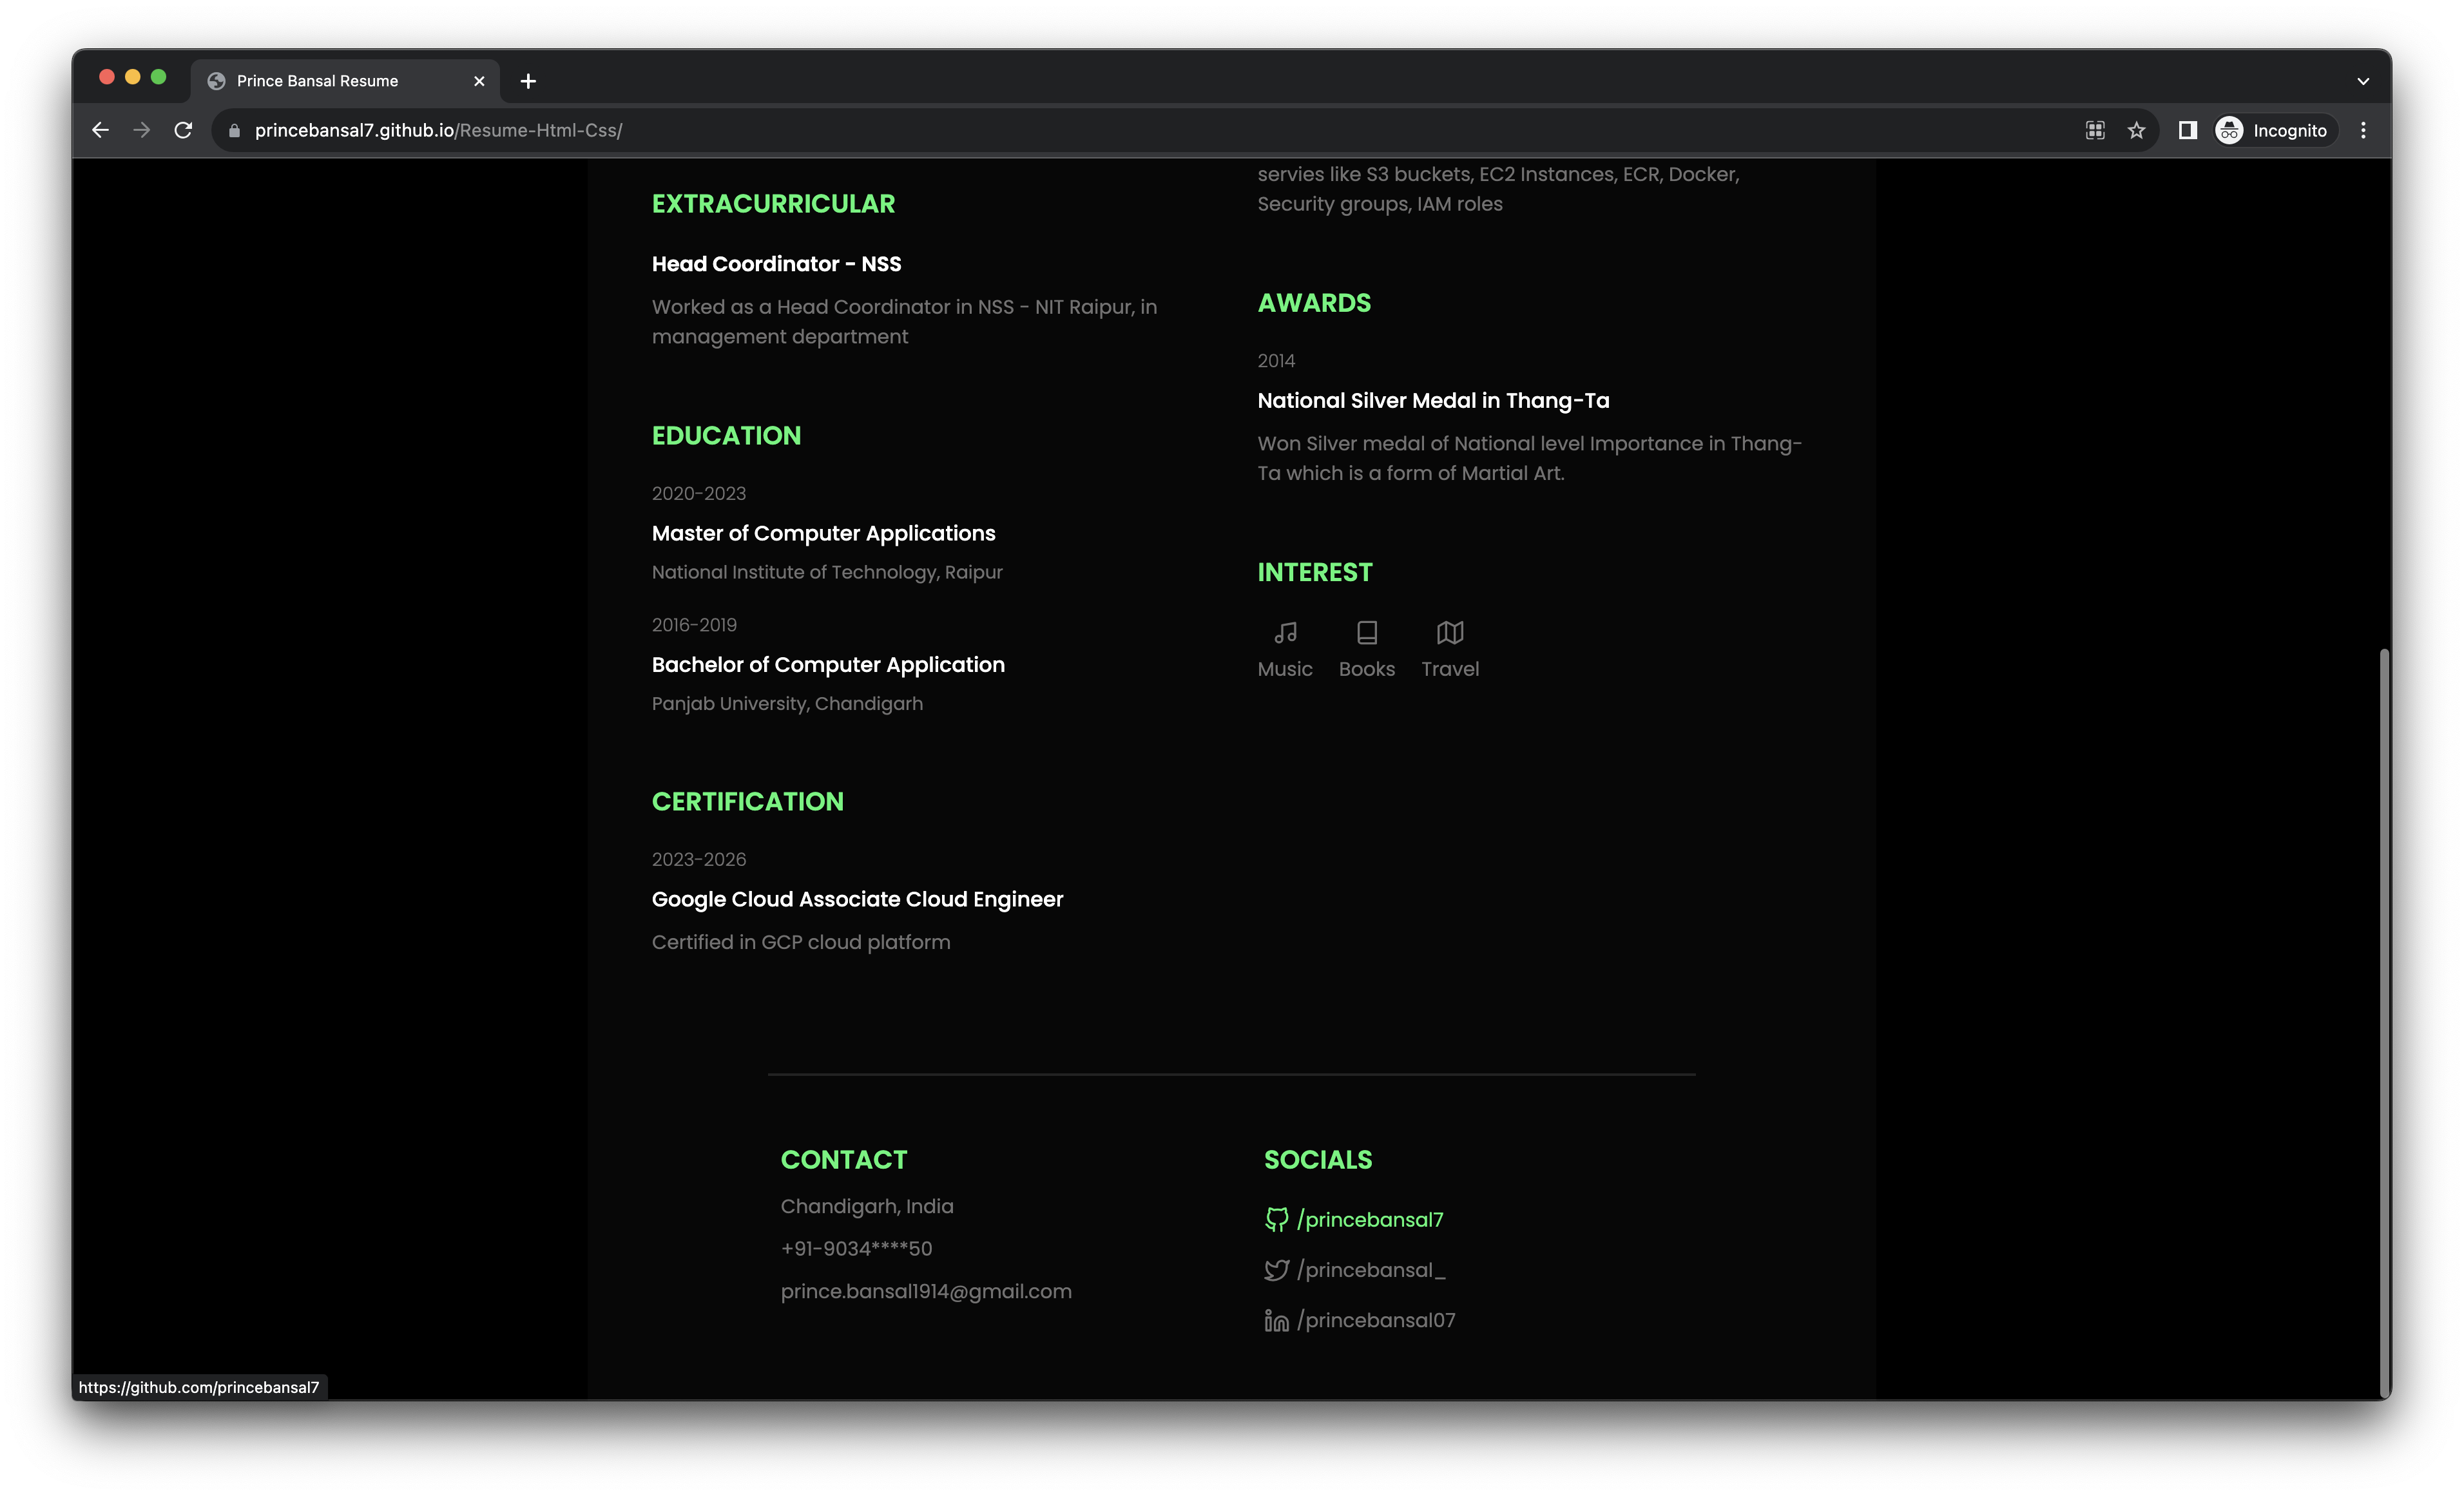 Prince Bansal Resume
princebansal7.github.io/Resume-Html-Css/
Incognito
EXTRACURRICULAR
Head Coordinator - NSS
Worked as a Head Coordinator in NSS - NIT Raipur, in
management department
EDUCATION
2020-2023
Master of Computer Applications
National Institute of Technology, Raipur
2016-2019
Bachelor of Computer Application
Panjab University, Chandigarh
CERTIFICATION
2023-2026
Google Cloud Associate Cloud Engineer
Certified in GCP cloud platform
servies like S3 buckets, EC2 Instances, ECR, Docker,
Security groups, IAM roles
AWARDS
2014
National Silver Medal in Thang-Ta
Won Silver medal of National level Importance in Thang-
Ta which is a form of Martial Art.
INTEREST
Music Books Travel
CONTACT
Chandigarh, India
+91-9034****50
prince.bansal1914@gmail.com
SOCIALS
/princebansal7
/princebansal_
/princebansal07
https://github.com/princebansal7